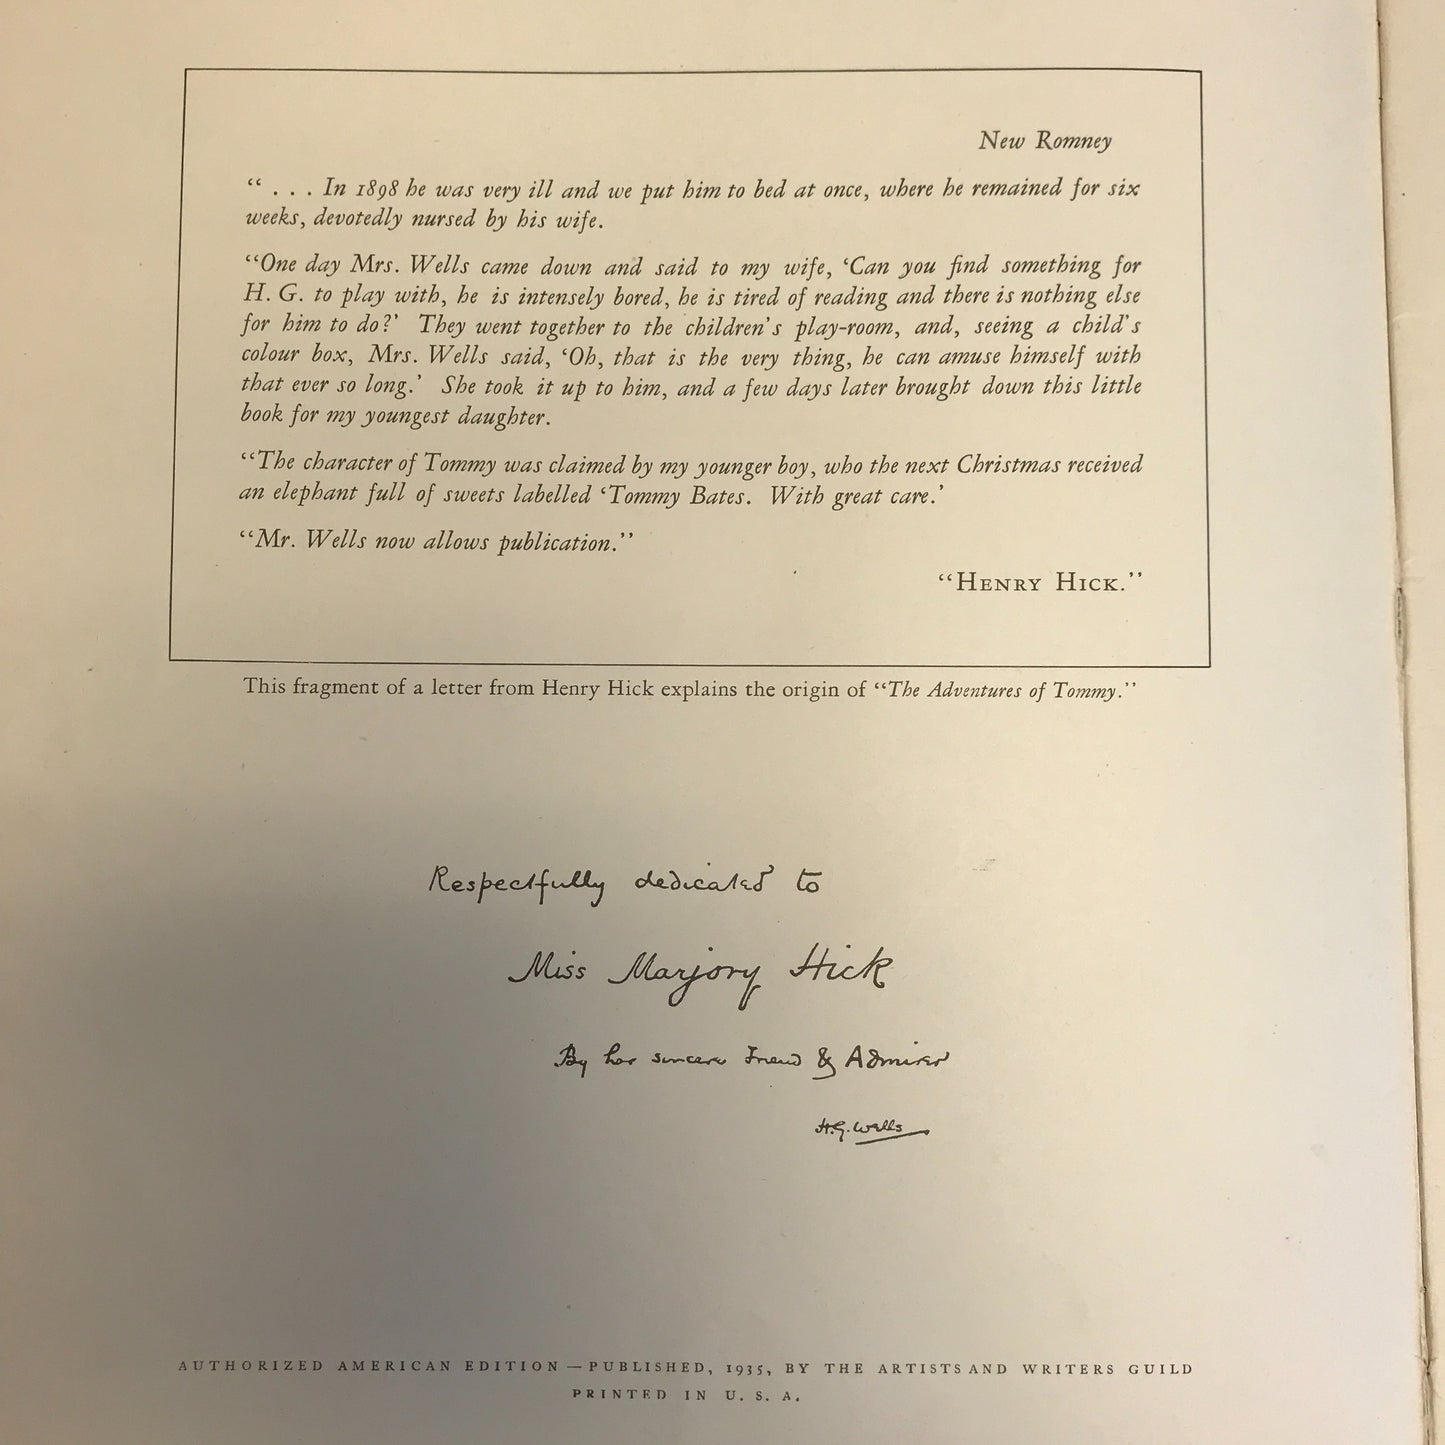 New Romney
“ . . . In 1898 he was very ill and we put him to bed at once, where he remained for six
weeks, devotedly nursed by his wife.
“One day Mrs. Wells came down and said to my wife, ‘Can you find something for
H. G. to play with, he is intensely bored, he is tired of reading and there is nothing else
for him to do?’ They went together to the children’s play-room, and, seeing a child’s
colour box, Mrs. Wells said, ‘Oh, that is the very thing, he can amuse himself with
that ever so long.’ She took it up to him, and a few days later brought down this little
book for my youngest daughter.
“The character of Tommy was claimed by my younger boy, who the next Christmas received
an elephant full of sweets labelled ‘Tommy Bates. With great care.’
“Mr. Wells now allows publication.”
“HENRY HICK.”
This fragment of a letter from Henry Hick explains the origin of “The Adventures of Tommy.”
Respectfully dedicated to
Miss Marjory Hick
By her sincere Friend & Admirer
H.G. Wells
AUTHORIZED AMERICAN EDITION—PUBLISHED, 1935, BY THE ARTISTS AND WRITERS GUILD
PRINTED IN U. S. A.